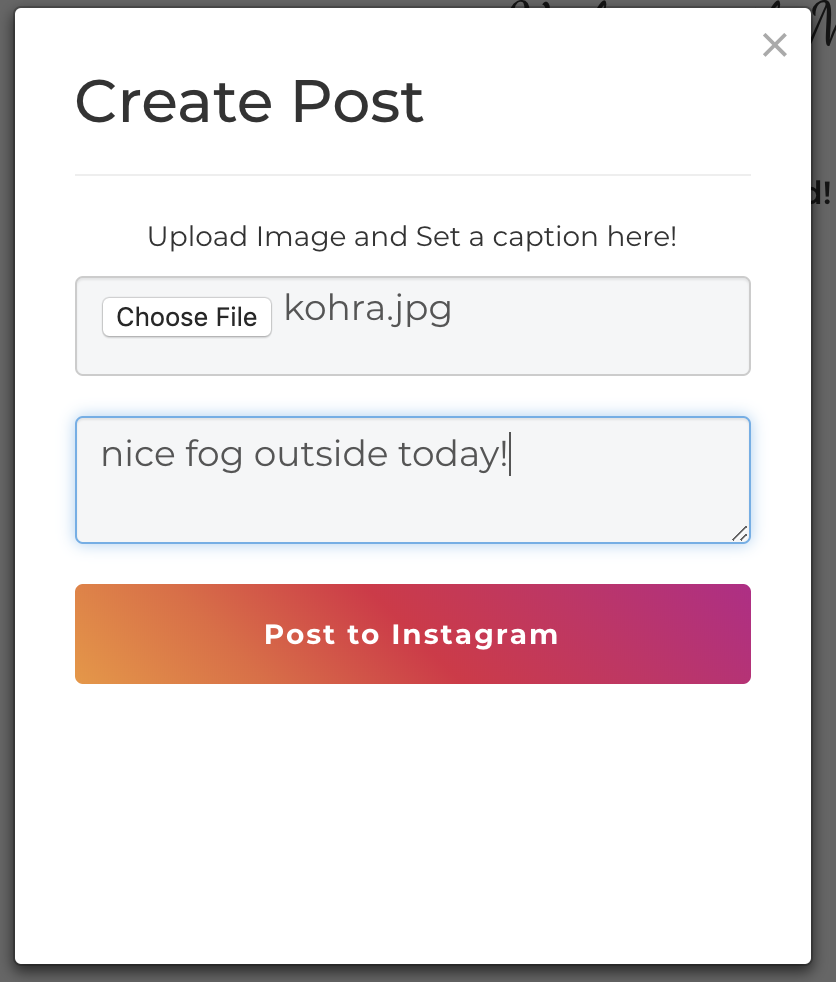 Create Post
Upload Image and Set a caption here!
Choose File kohra.jpg
nice fog outside today!
Post to Instagram
d!